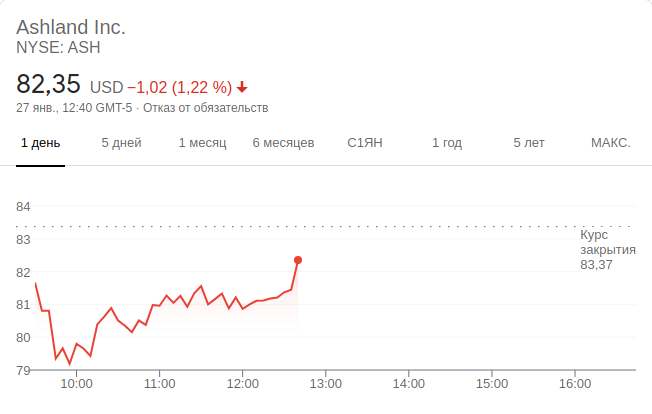 Ashland Inc.
NYSE: ASH
82,35 USD −1,02 (1,22 %)
27 янв., 12:40 GMT-5 · Отказ от обязательств
1 день 5 дней 1 месяц 6 месяцев С1ЯН 1 год 5 лет МАКС.
84
83
82
81
80
79
Курс
закрытия
83,37
10:00 11:00 12:00 13:00 14:00 15:00 16:00